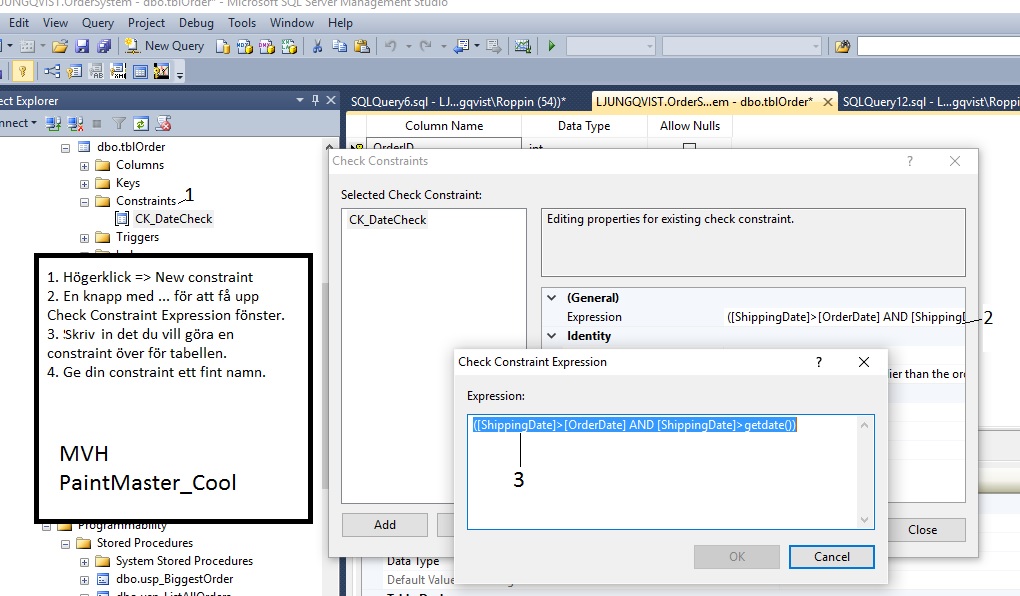 LJUNGQVIST.OrderSystem - dbo.tblOrder* - Microsoft SQL Server Management Studio
Edit View Query Project Debug Tools Window Help
New Query
ect Explorer
nnect
SQLQuery6.sql - LJ...gqvist\Roppin (54))*
LJUNGQVIST.OrderS...em - dbo.tblOrder*
SQLQuery12.sql - L...gqvist\Roppi
Column Name Data Type Allow Nulls
OrderID int
dbo.tblOrder
Columns
Keys
Constraints 1
CK_DateCheck
Triggers
1. Högerklick => New constraint
2. En knapp med ... för att få upp
Check Constraint Expression fönster.
3. Skriv in det du vill göra en
constraint över för tabellen.
4. Ge din constraint ett fint namn.
MVH
PaintMaster_Cool
Programmability
Stored Procedures
System Stored Procedures
dbo.usp_BiggestOrder
dbo.usp_ListAllOrders
Check Constraints ?
Selected Check Constraint:
CK_DateCheck
Editing properties for existing check constraint.
(General)
Expression ([ShippingDate]>[OrderDate] AND [ShippingD 2
Identity
ier than the ord
Add
Close
Check Constraint Expression ?
Expression:
([ShippingDate]>[OrderDate] AND [ShippingDate]>getdate())
3
OK Cancel
Data Type
Default Value